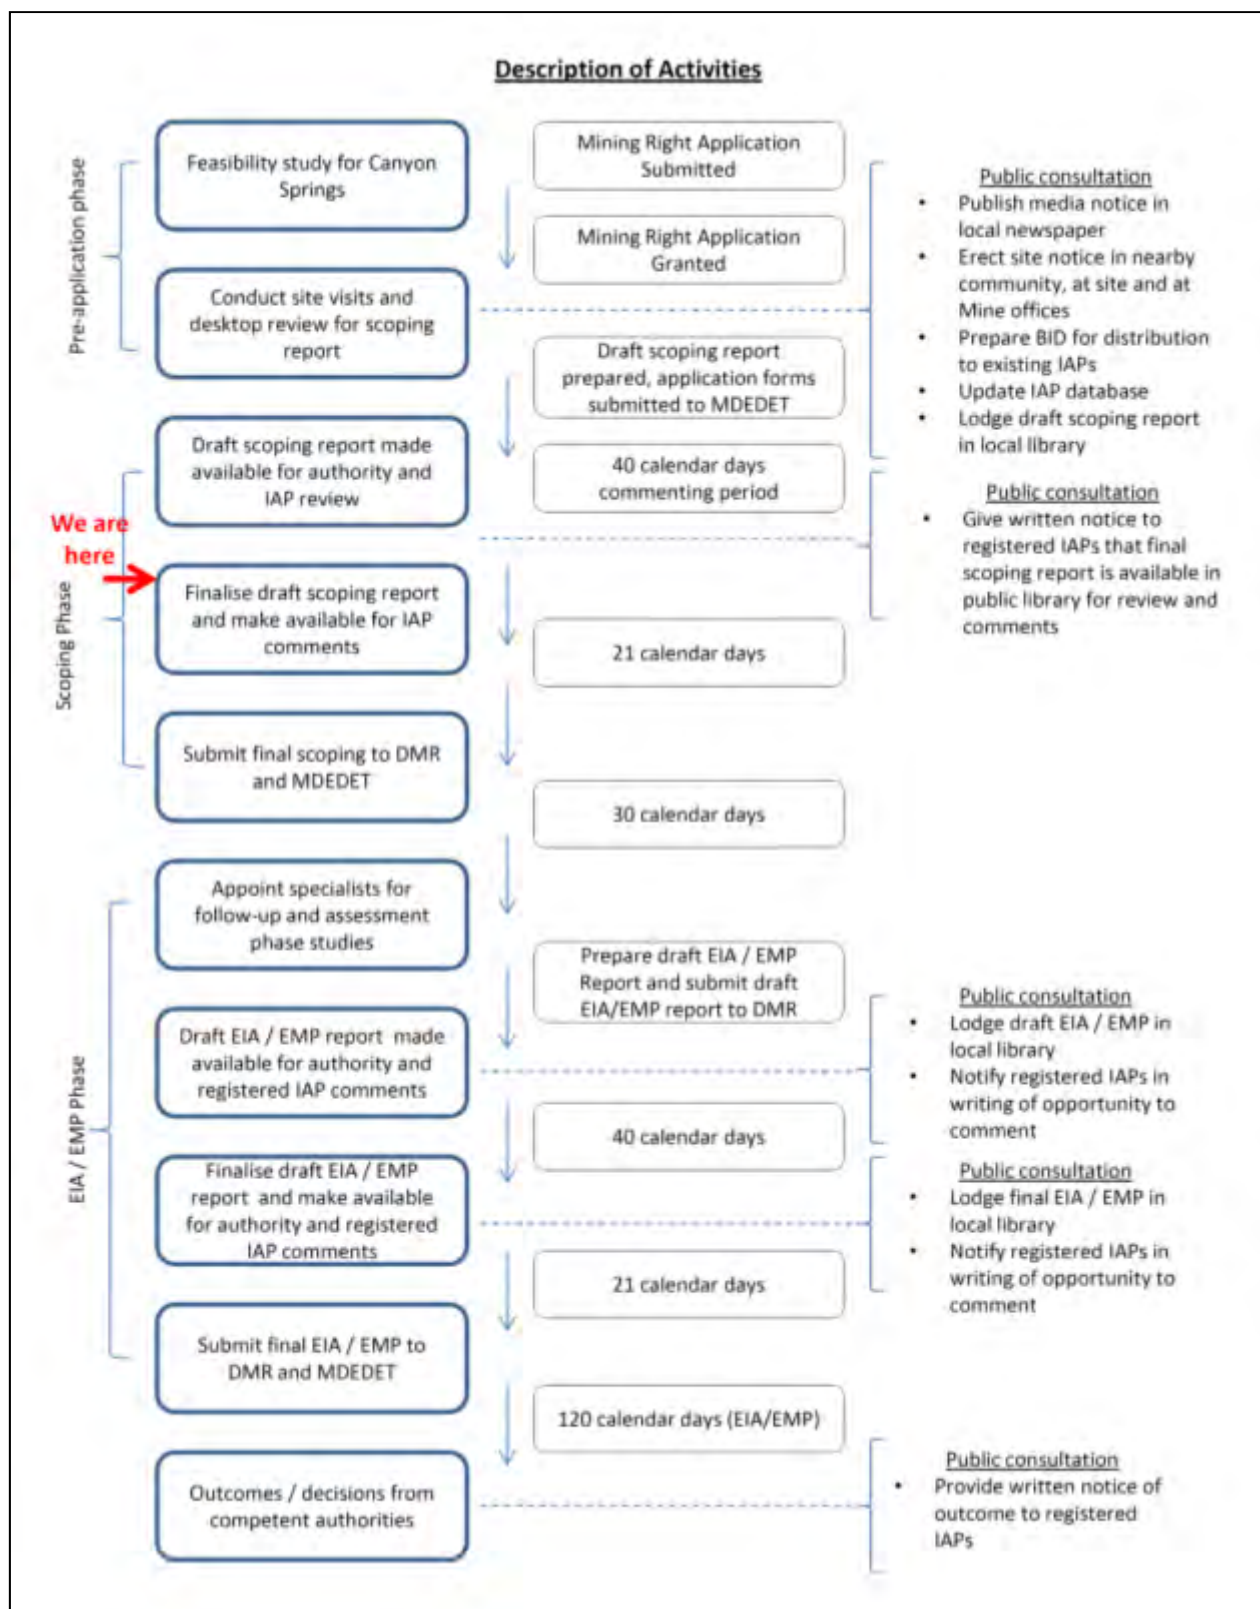 Description of Activities
Pre-application phase
Feasibility study for Canyon
Springs
Mining Right Application
Submitted
Mining Right Application
Granted
Conduct site visits and
desktop review for scoping
report
Draft scoping report
prepared, application forms
submitted to MDEDET
Public consultation
• Publish media notice in
local newspaper
• Erect site notice in nearby
community, at site and at
Mine offices
• Prepare BID for distribution
to existing IAPs
• Update IAP database
• Lodge draft scoping report
in local library
Scoping Phase
Draft scoping report made
available for authority and
IAP review
40 calendar days
commenting period
Public consultation
• Give written notice to
registered IAPs that final
scoping report is available in
public library for review and
comments
We are
here
Finalise draft scoping report
and make available for IAP
comments
21 calendar days
Submit final scoping to DMR
and MDEDET
30 calendar days
EIA / EMP Phase
Appoint specialists for
follow-up and assessment
phase studies
Prepare draft EIA / EMP
Report and submit draft
EIA/EMP report to DMR
Draft EIA / EMP report made
available for authority and
registered IAP comments
Public consultation
• Lodge draft EIA / EMP in
local library
• Notify registered IAPs in
writing of opportunity to
comment
40 calendar days
Finalise draft EIA / EMP
report and make available
for authority and registered
IAP comments
Public consultation
• Lodge final EIA / EMP in
local library
• Notify registered IAPs in
writing of opportunity to
comment
21 calendar days
Submit final EIA / EMP to
DMR and MDEDET
120 calendar days (EIA/EMP)
Outcomes / decisions from
competent authorities
Public consultation
• Provide written notice of
outcome to registered
IAPs